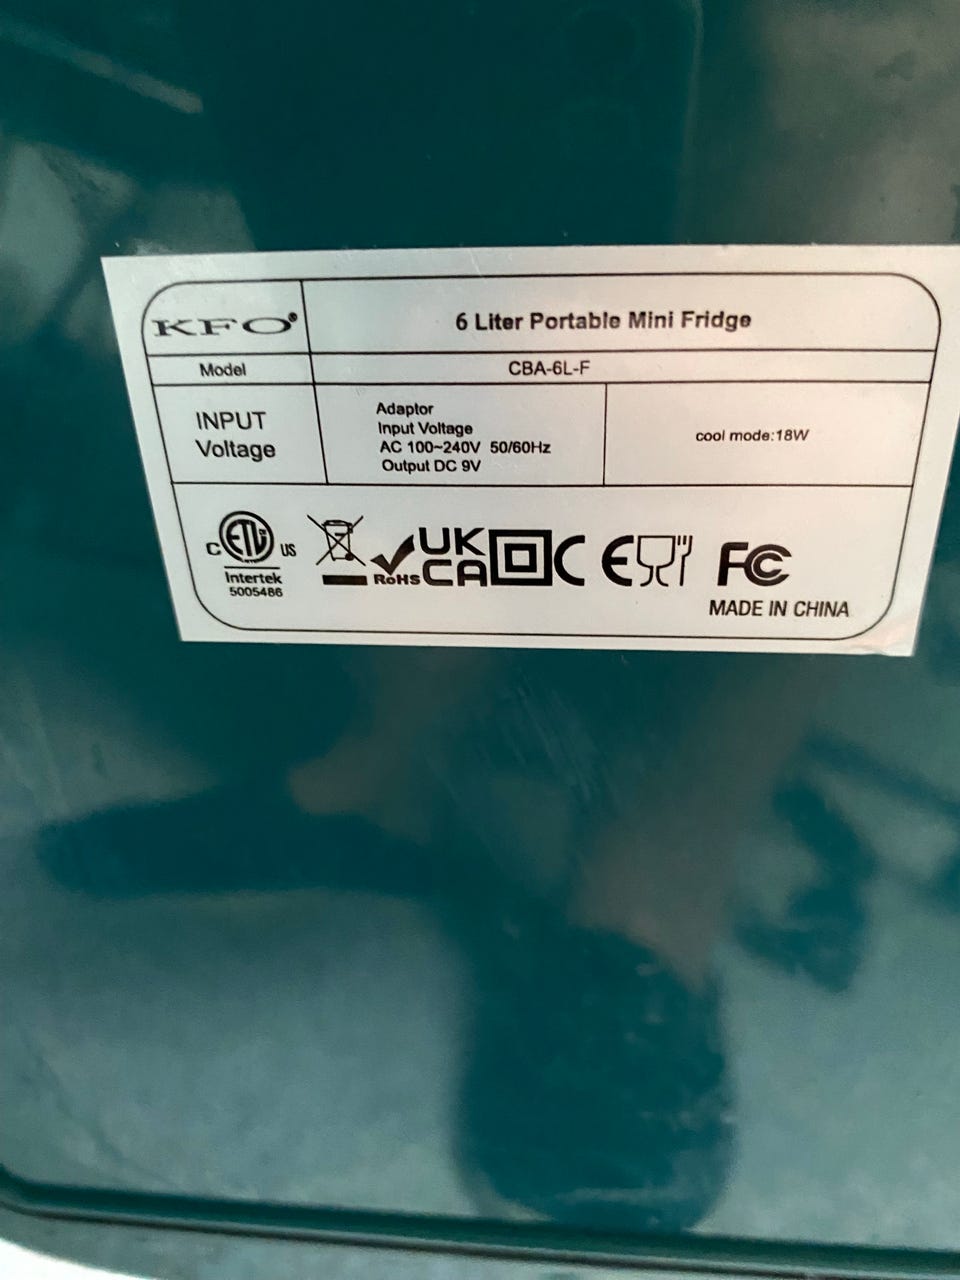 KFO®
6 Liter Portable Mini Fridge
Model
CBA-6L-F
INPUT
Voltage
Adaptor
Input Voltage
AC 100~240V 50/60Hz
Output DC 9V
cool mode:18W
C ETL US
Intertek
5005486
RoHS
UK
CA
CE
FC
MADE IN CHINA